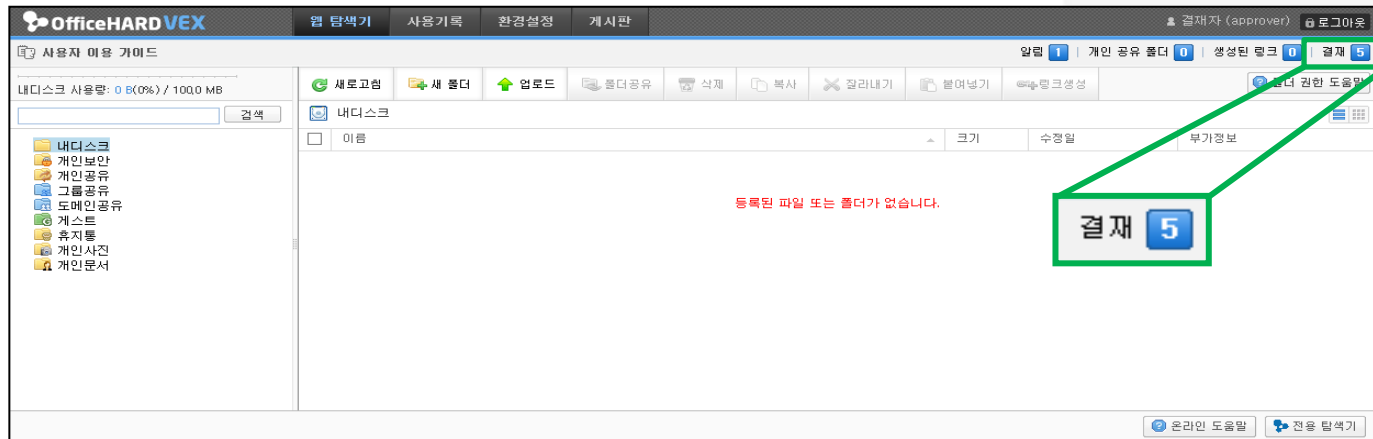 OfficeHARD VEX 웹 탐색기 사용기록 환경설정 게시판 결재자 (approver) 로그아웃
사용자 이용 가이드 알림 1 | 개인 공유 폴더 0 | 생성된 링크 0 | 결재 5
내디스크 사용량: 0 B(0%) / 100.0 MB 새로고침 새 폴더 업로드 폴더공유 삭제 복사 잘라내기 붙여넣기 링크생성 권한 도움말
검색 내디스크
이름 크기 수정일 부가정보
내디스크
개인보안
개인공유
그룹공유
도메인공유
게스트
휴지통
개인사진
개인문서
등록된 파일 또는 폴더가 없습니다.
결재 5
온라인 도움말 전용 탐색기